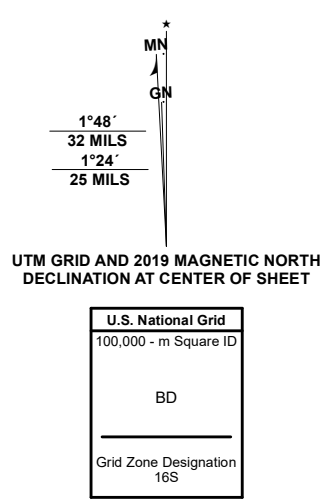 ★
MN
GN
1°48´
32 MILS
1°24´
25 MILS
UTM GRID AND 2019 MAGNETIC NORTH
DECLINATION AT CENTER OF SHEET
U.S. National Grid
100,000 - m Square ID
BD
Grid Zone Designation
16S